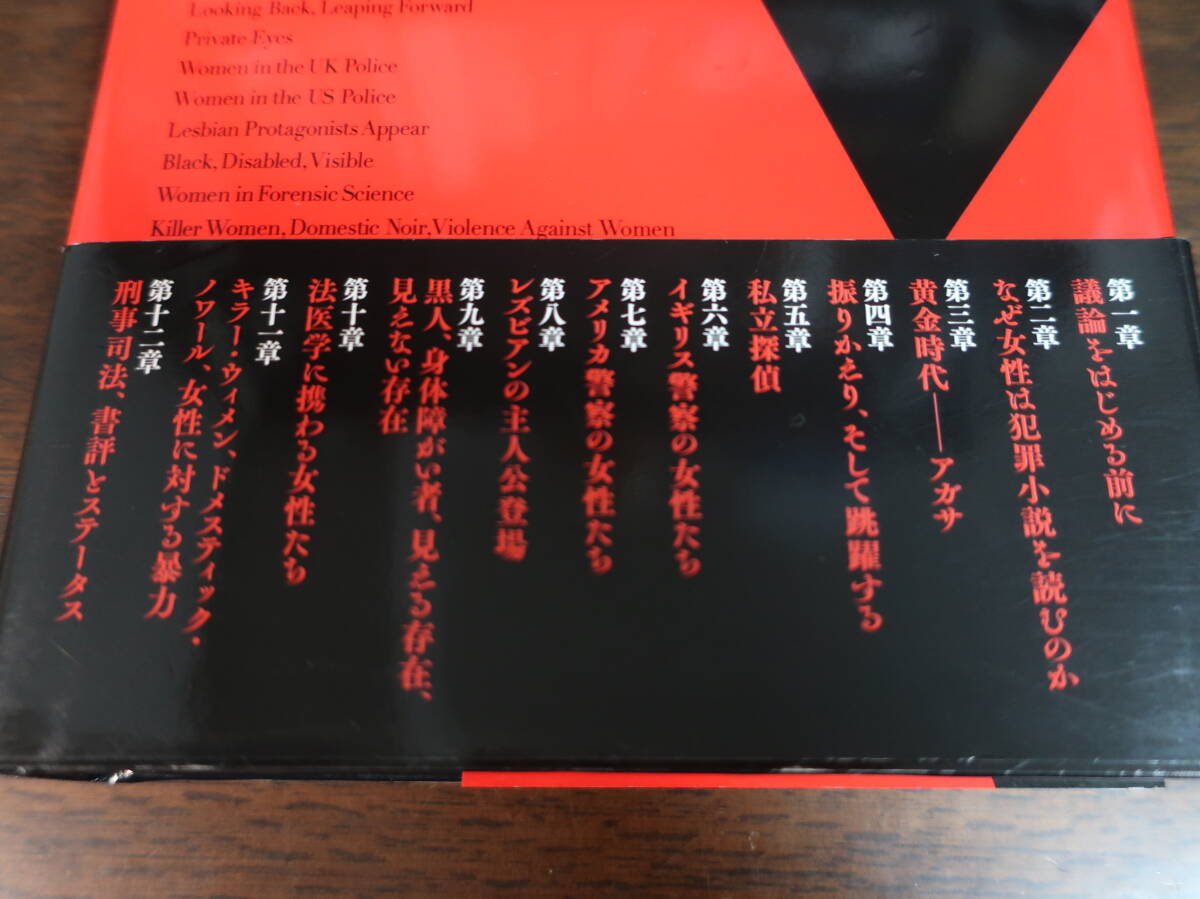 Looking Back, Leaping Forward
Private Eyes
Women in the UK Police
Women in the US Police
Lesbian Protagonists Appear
Black, Disabled, Visible
Women in Forensic Science
Killer Women, Domestic Noir, Violence Against Women
第一章
議論をはじめる前に
第二章
なぜ女性は犯罪小説を読むのか
第三章
黄金時代――アガサ
第四章
振りかえり、そして跳躍する
第五章
私立探偵
第六章
イギリス警察の女性たち
第七章
アメリカ警察の女性たち
第八章
レズビアンの主人公登場
第九章
黒人、身体障がい者、見える存在、
見えない存在
第十章
法医学に携わる女性たち
第十一章
キラー・ウィメン、ドメスティック・
ノワール、女性に対する暴力
第十二章
刑事司法、書評とステータス